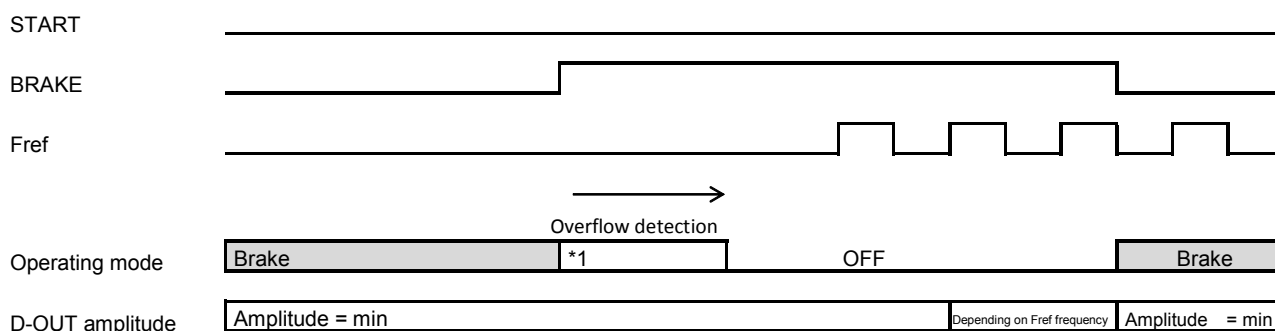 START
BRAKE
Fref
Overflow detection
Operating mode Brake *1 OFF Brake
D-OUT amplitude Amplitude = min Depending on Fref frequency Amplitude = min